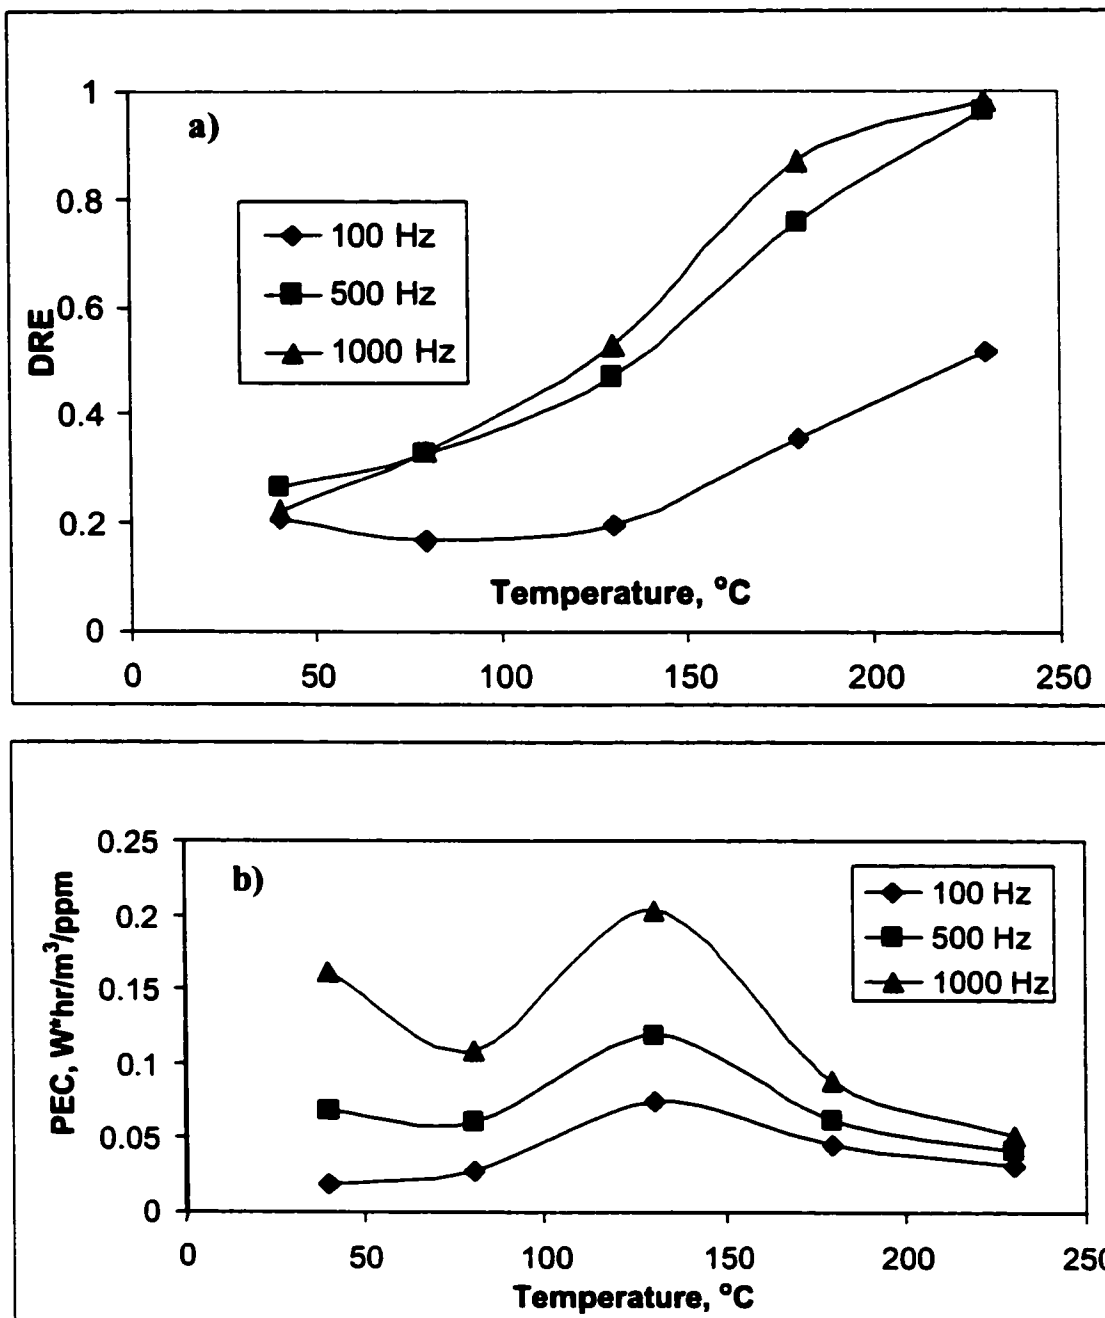 a)
1
0.8
0.6
0.4
0.2
0
DRE
100 Hz
500 Hz
1000 Hz
Temperature, °C
0 50 100 150 200 250
0.25
0.2
0.15
0.1
0.05
0
PEC, W*hr/m³/ppm
b)
100 Hz
500 Hz
1000 Hz
0 50 100 150 200 250
Temperature, °C